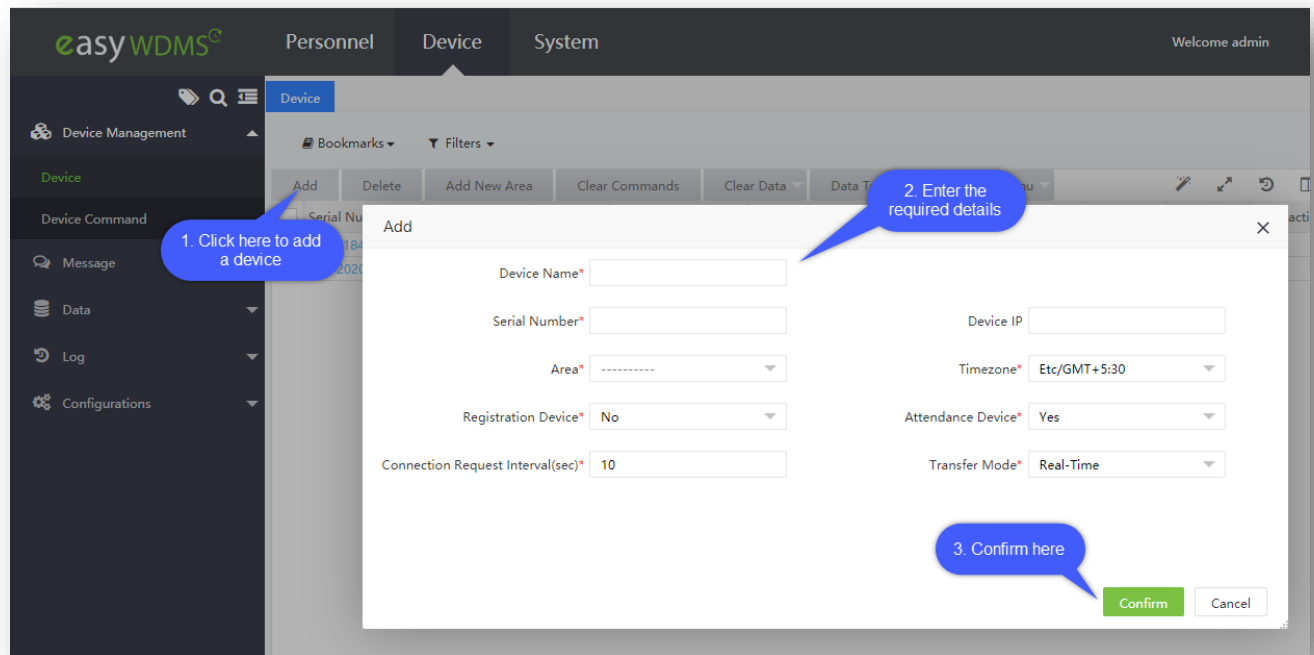 easy WDMS
Personnel
Device
System
Welcome admin
Device
Device Management
Bookmarks
Filters
Device
Add
Delete
Add New Area
Clear Commands
Clear Data
2. Enter the
required details
Device Command
Serial
1. Click here to add
a device
Message
Data
Log
Configurations
Add
Device Name*
Serial Number*
Device IP
Area* ----------
Timezone* Etc/GMT+5:30
Registration Device* No
Attendance Device* Yes
Connection Request Interval(sec)* 10
Transfer Mode* Real-Time
3. Confirm here
Confirm
Cancel